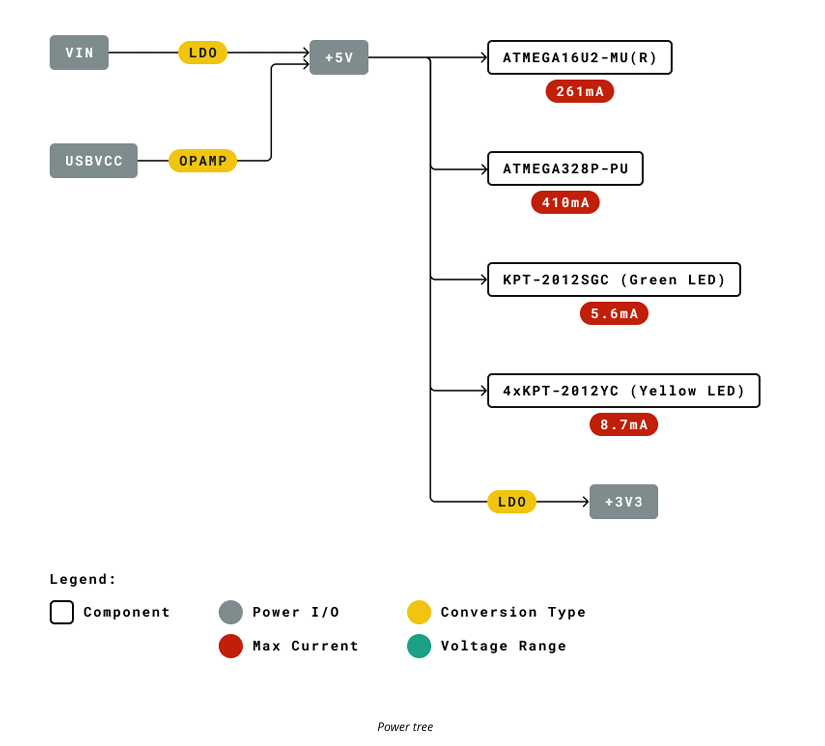 VIN
LDO
+5V
ATMEGA16U2-MU(R)
261mA
USBVCC
OPAMP
ATMEGA328P-PU
410mA
KPT-2012SGC (Green LED)
5.6mA
4xKPT-2012YC (Yellow LED)
8.7mA
LDO
+3V3
Legend:
Component
Power I/O
Conversion Type
Max Current
Voltage Range
Power tree